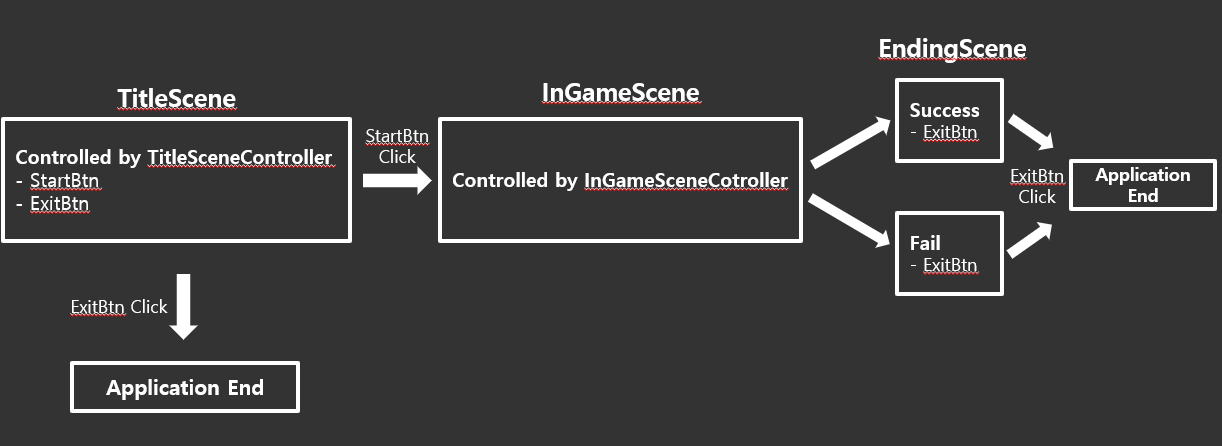 TitleScene
Controlled by TitleSceneController
- StartBtn
- ExitBtn
ExitBtn Click
Application End
StartBtn
Click
InGameScene
Controlled by InGameSceneCotroller
EndingScene
Success
- ExitBtn
Fail
- ExitBtn
ExitBtn
Click
Application
End